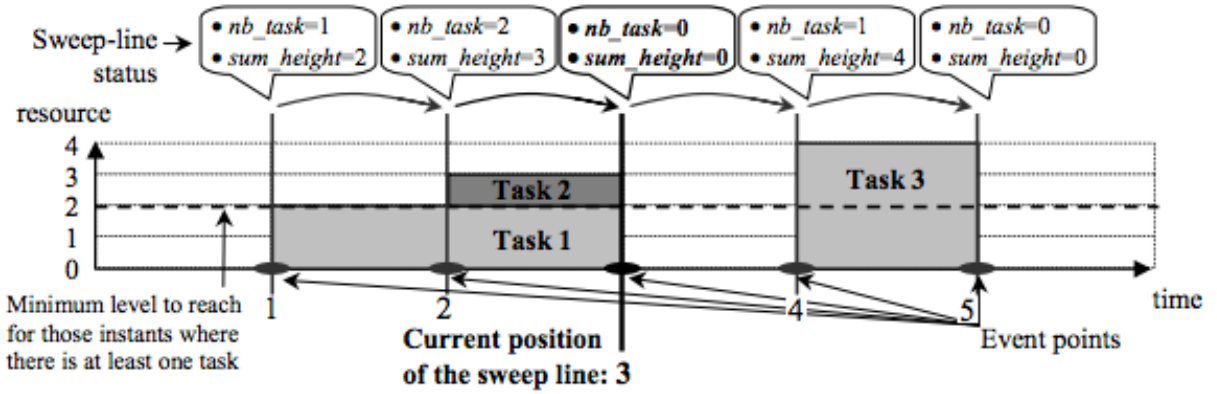 Sweep-line
status
• nb_task=1
• sum_height=2
• nb_task=2
• sum_height=3
• nb_task=0
• sum_height=0
• nb_task=1
• sum_height=4
• nb_task=0
• sum_height=0
resource
4
3
2
1
0
Task 2
Task 1
Task 3
1
2
4
5
time
Minimum level to reach
for those instants where
there is at least one task
Current position
of the sweep line: 3
Event points